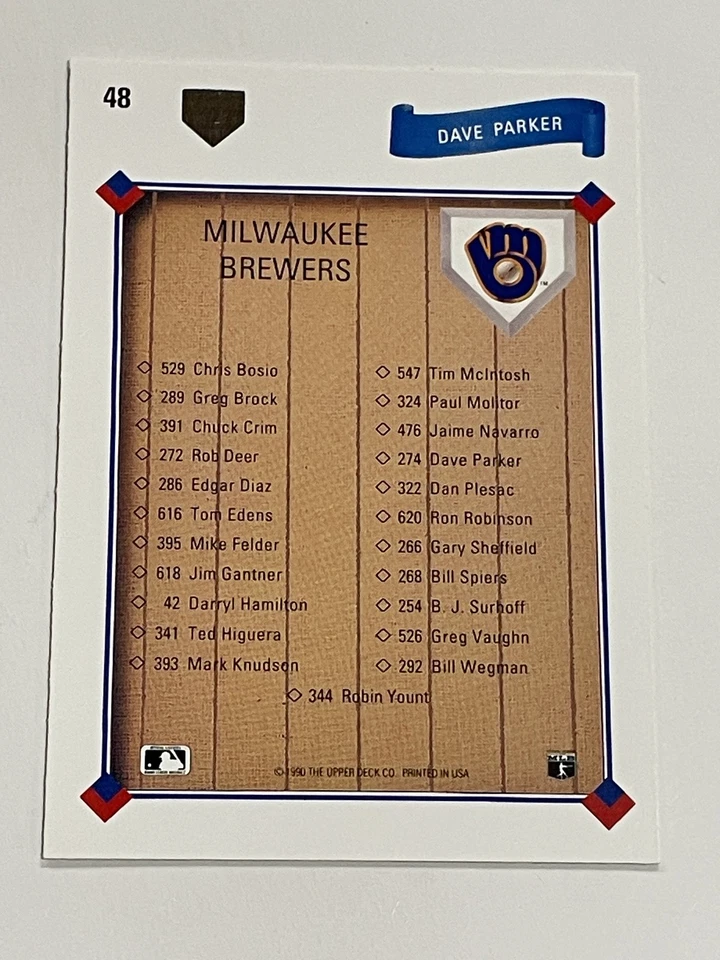 48
DAVE PARKER
MILWAUKEE
BREWERS
TM
529 Chris Bosio
289 Greg Brock
391 Chuck Crim
272 Rob Deer
286 Edgar Diaz
616 Tom Edens
395 Mike Felder
618 Jim Gantner
42 Darryl Hamilton
341 Ted Higuera
393 Mark Knudson
547 Tim McIntosh
324 Paul Molitor
476 Jaime Navarro
274 Dave Parker
322 Dan Plesac
620 Ron Robinson
266 Gary Sheffield
268 Bill Spiers
254 B. J. Surhoff
526 Greg Vaughn
292 Bill Wegman
344 Robin Yount
© 1990 THE UPPER DECK CO. PRINTED IN USA